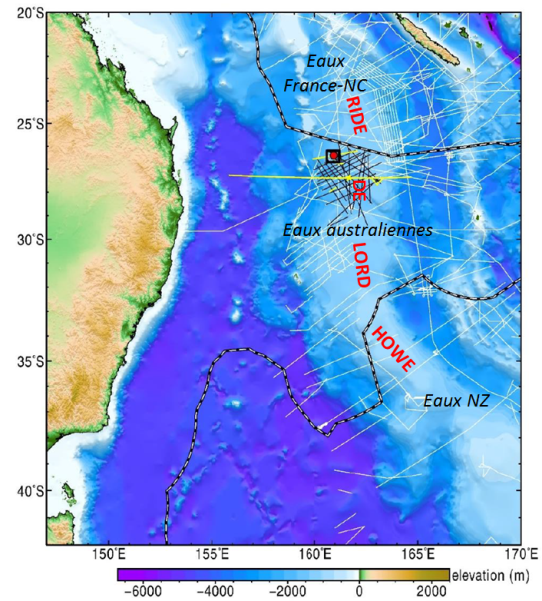 20°S
Eaux
France-NC
RIDE
25°S
DE
Eaux australiennes
30°S
LORD
HOWE
35°S
Eaux NZ
40°S
150°E 155°E 160°E 165°E 170°E
elevation (m)
-6000 -4000 -2000 0 2000